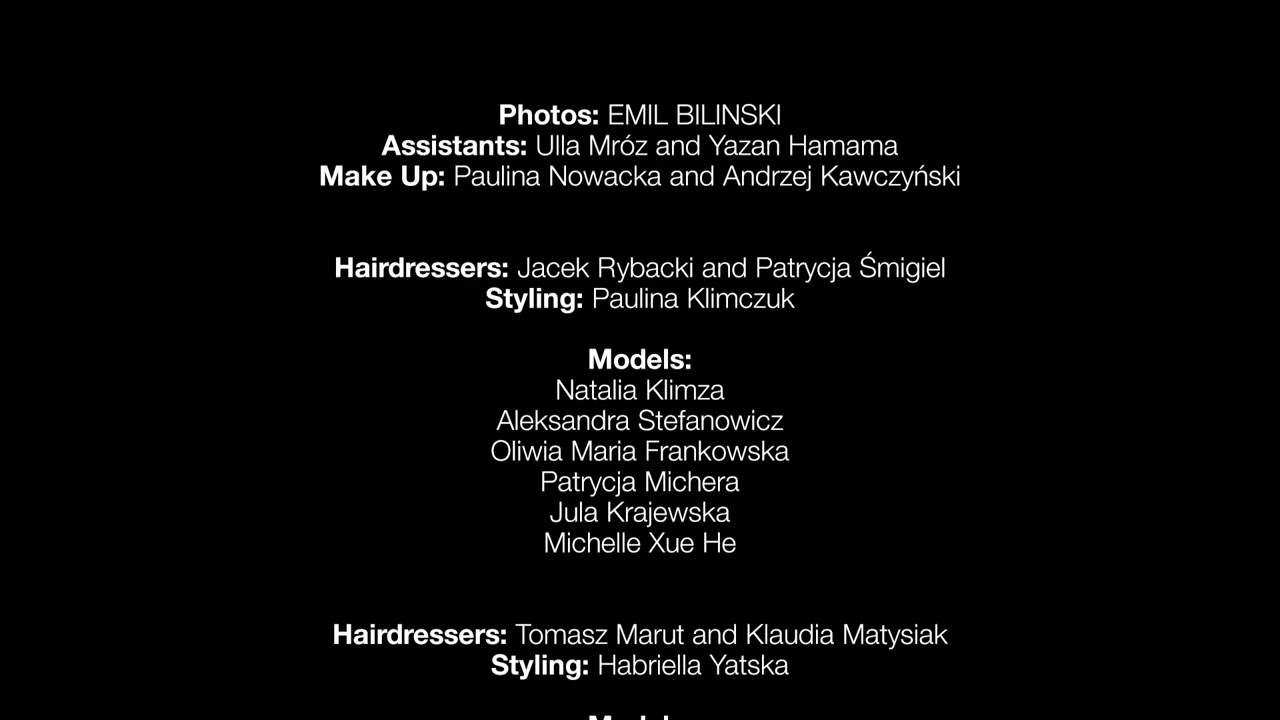 Photos: EMIL BILINSKI
Assistants: Ulla Mróz and Yazan Hamama
Make Up: Paulina Nowacka and Andrzej Kawczyński
Hairdressers: Jacek Rybacki and Patrycja Śmigiel
Styling: Paulina Klimczuk
Models:
Natalia Klimza
Aleksandra Stefanowicz
Oliwia Maria Frankowska
Patrycja Michera
Jula Krajewska
Michelle Xue He
Hairdressers: Tomasz Marut and Klaudia Matysiak
Styling: Habriella Yatska